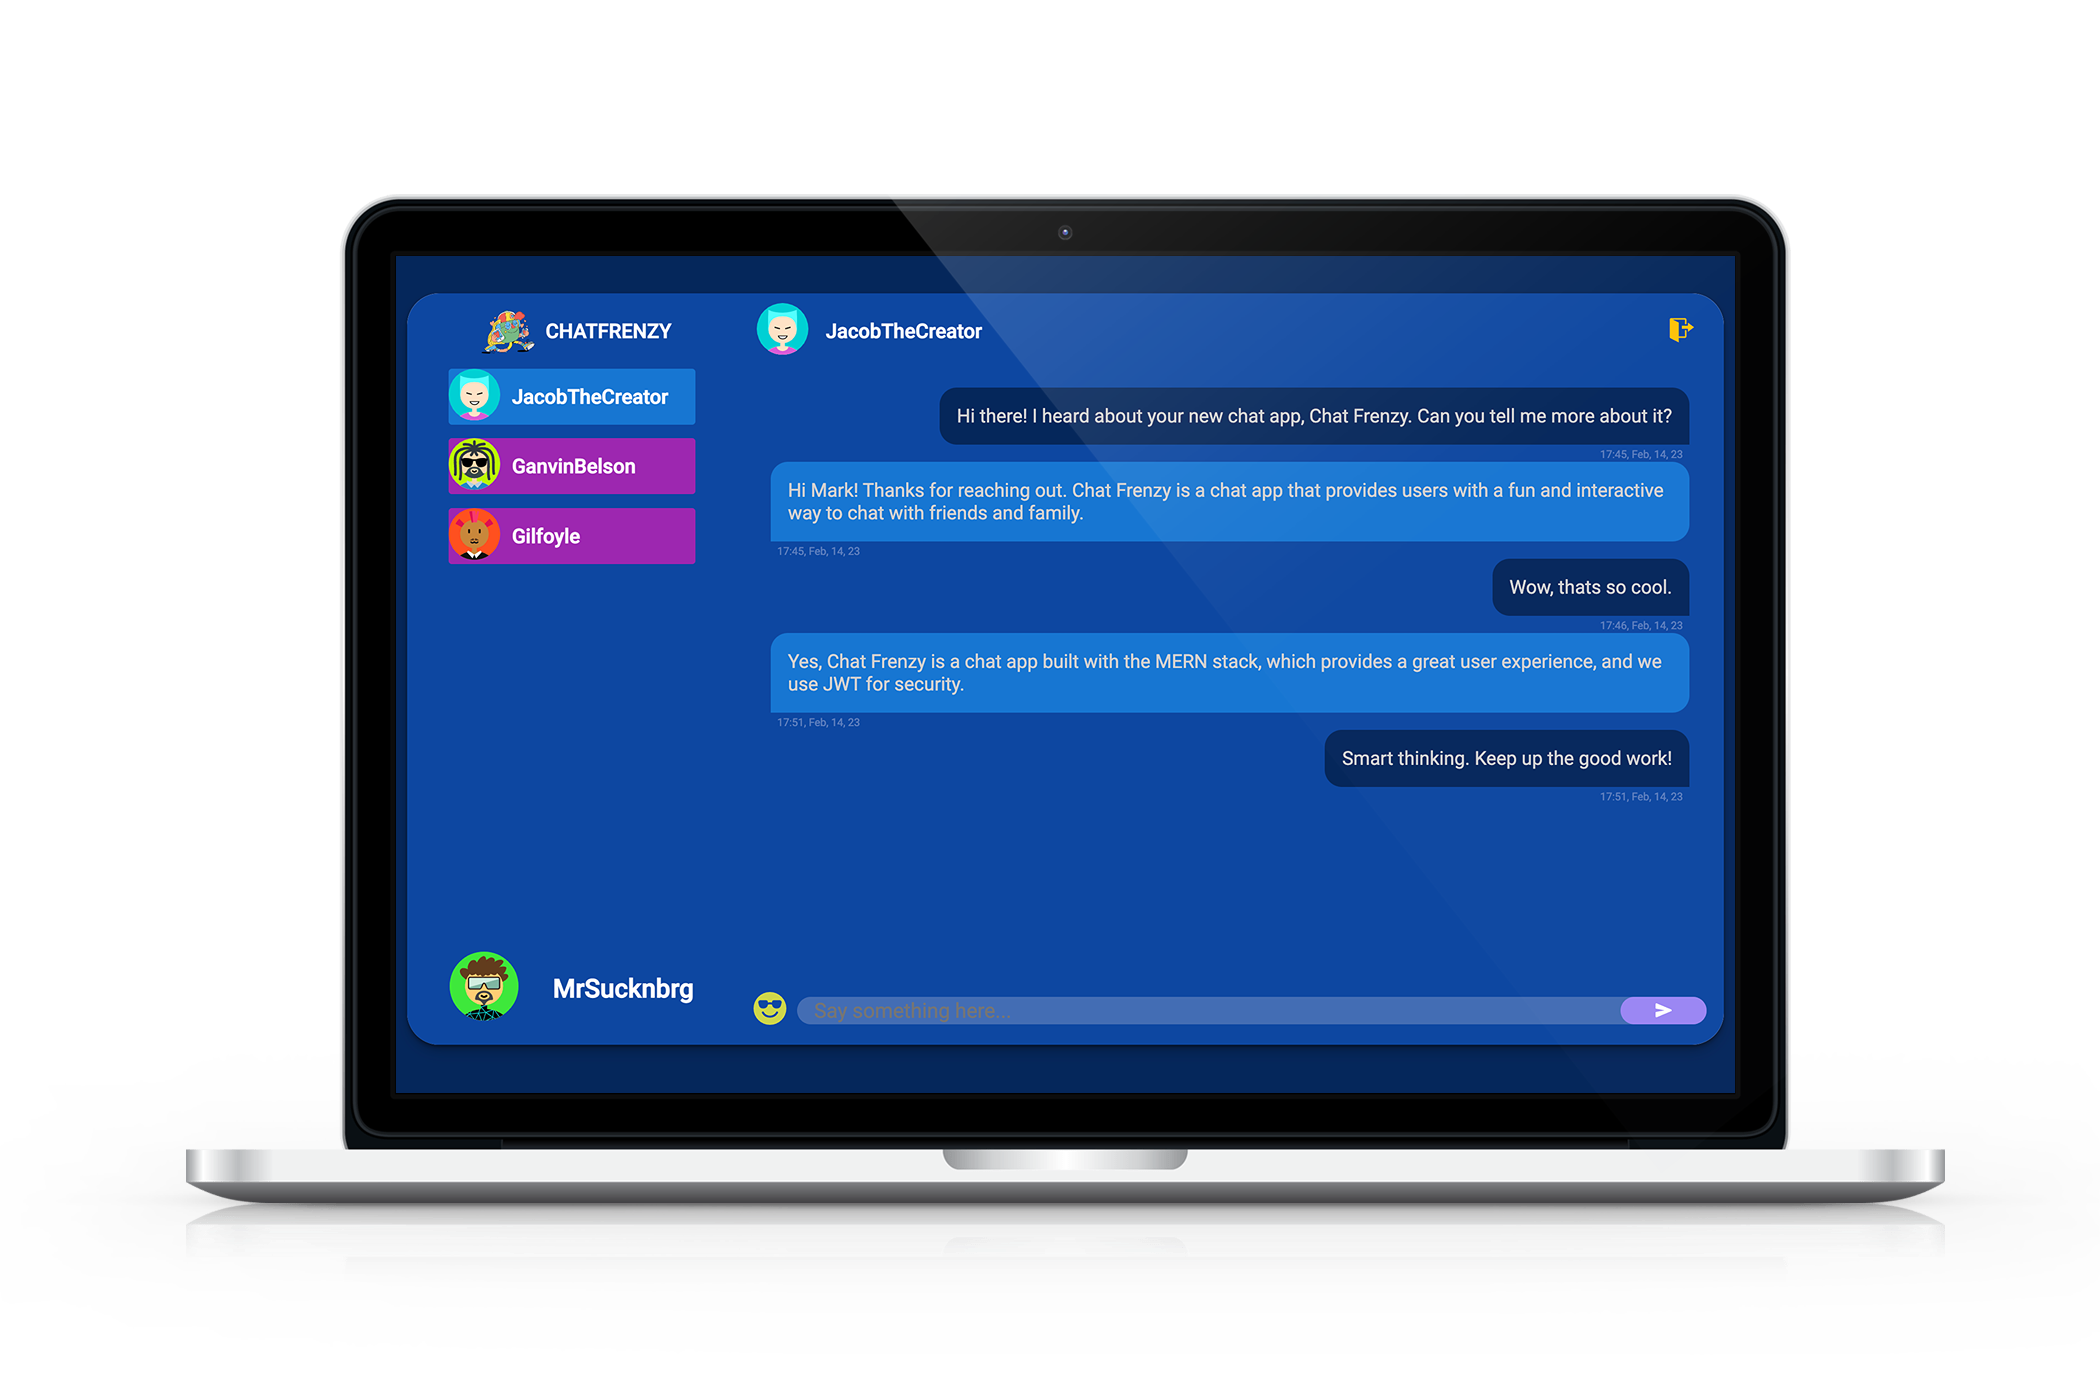 CHATFRENZY
JacobTheCreator
GanvinBelson
Gilfoyle
MrSucknbrg
JacobTheCreator
Hi there! I heard about your new chat app, Chat Frenzy. Can you tell me more about it?
17:45, Feb, 14, 23
Hi Mark! Thanks for reaching out. Chat Frenzy is a chat app that provides users with a fun and interactive
way to chat with friends and family.
17:45, Feb, 14, 23
Wow, thats so cool.
17:46, Feb, 14, 23
Yes, Chat Frenzy is a chat app built with the MERN stack, which provides a great user experience, and we
use JWT for security.
17:51, Feb, 14, 23
Smart thinking. Keep up the good work!
17:51, Feb, 14, 23
Say something here...